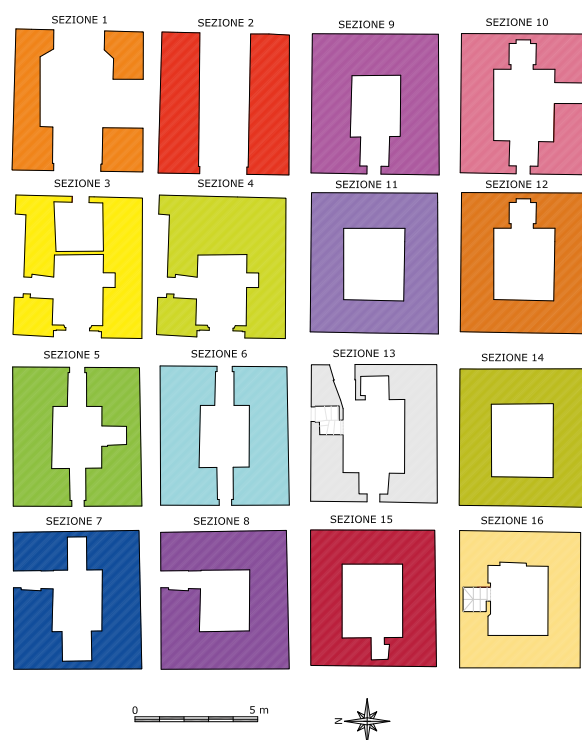 SEZIONE 1
SEZIONE 2
SEZIONE 9
SEZIONE 10
SEZIONE 3
SEZIONE 4
SEZIONE 11
SEZIONE 12
SEZIONE 5
SEZIONE 6
SEZIONE 13
SEZIONE 14
SEZIONE 7
SEZIONE 8
SEZIONE 15
SEZIONE 16
0
5 m
N